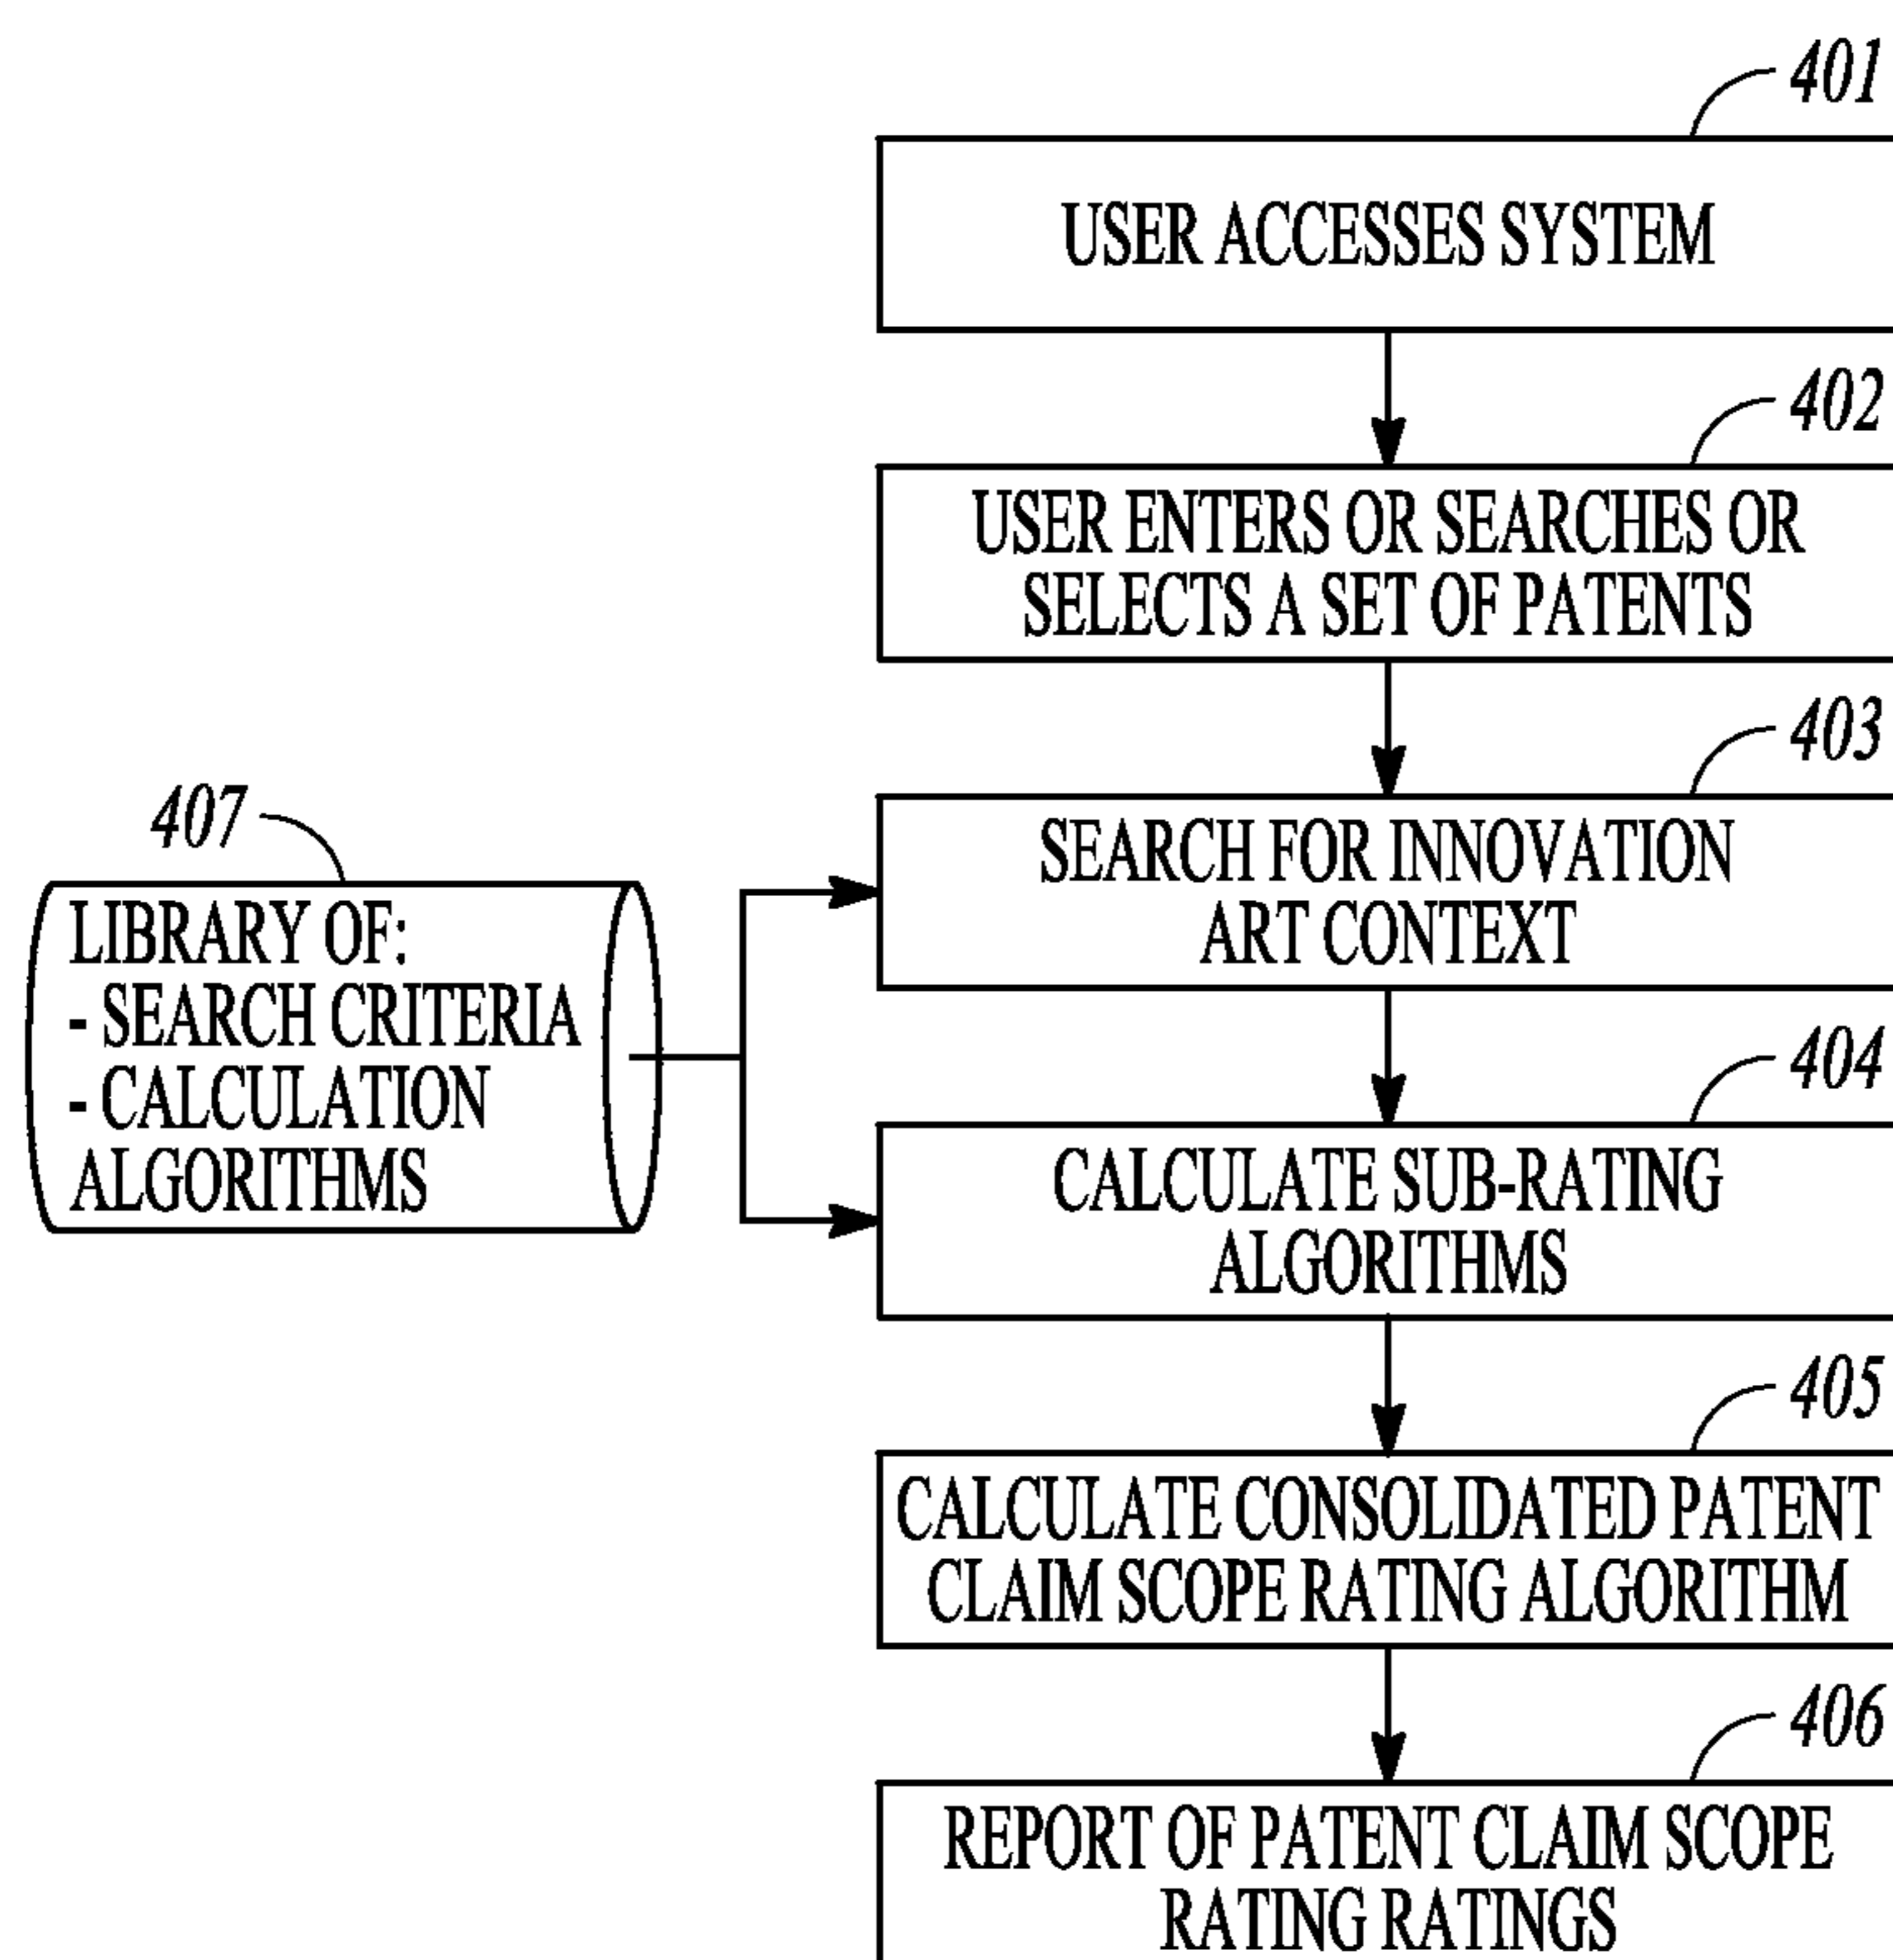 401
USER ACCESSES SYSTEM
402
USER ENTERS OR SEARCHES OR
SELECTS A SET OF PATENTS
403
SEARCH FOR INNOVATION
ART CONTEXT
407
LIBRARY OF:
- SEARCH CRITERIA
- CALCULATION
ALGORITHMS
404
CALCULATE SUB-RATING
ALGORITHMS
405
CALCULATE CONSOLIDATED PATENT
CLAIM SCOPE RATING ALGORITHM
406
REPORT OF PATENT CLAIM SCOPE
RATING RATINGS